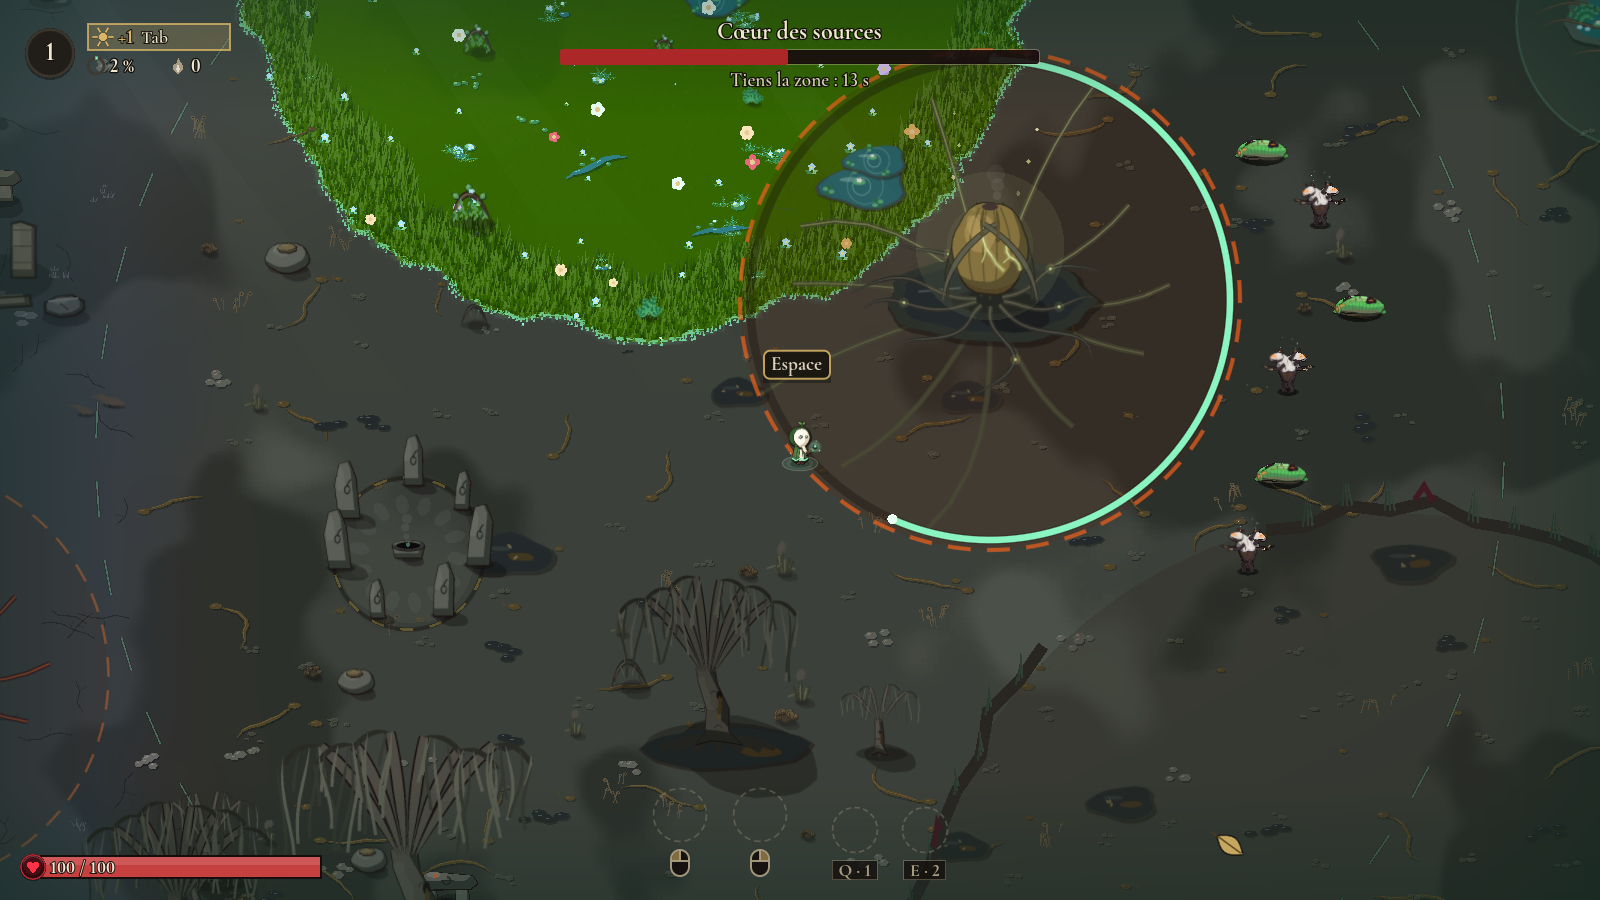 1
+1 Tab
2 %
0
Cœur des sources
Tiens la zone : 13 s
Espace
100 / 100
Q · 1
E · 2